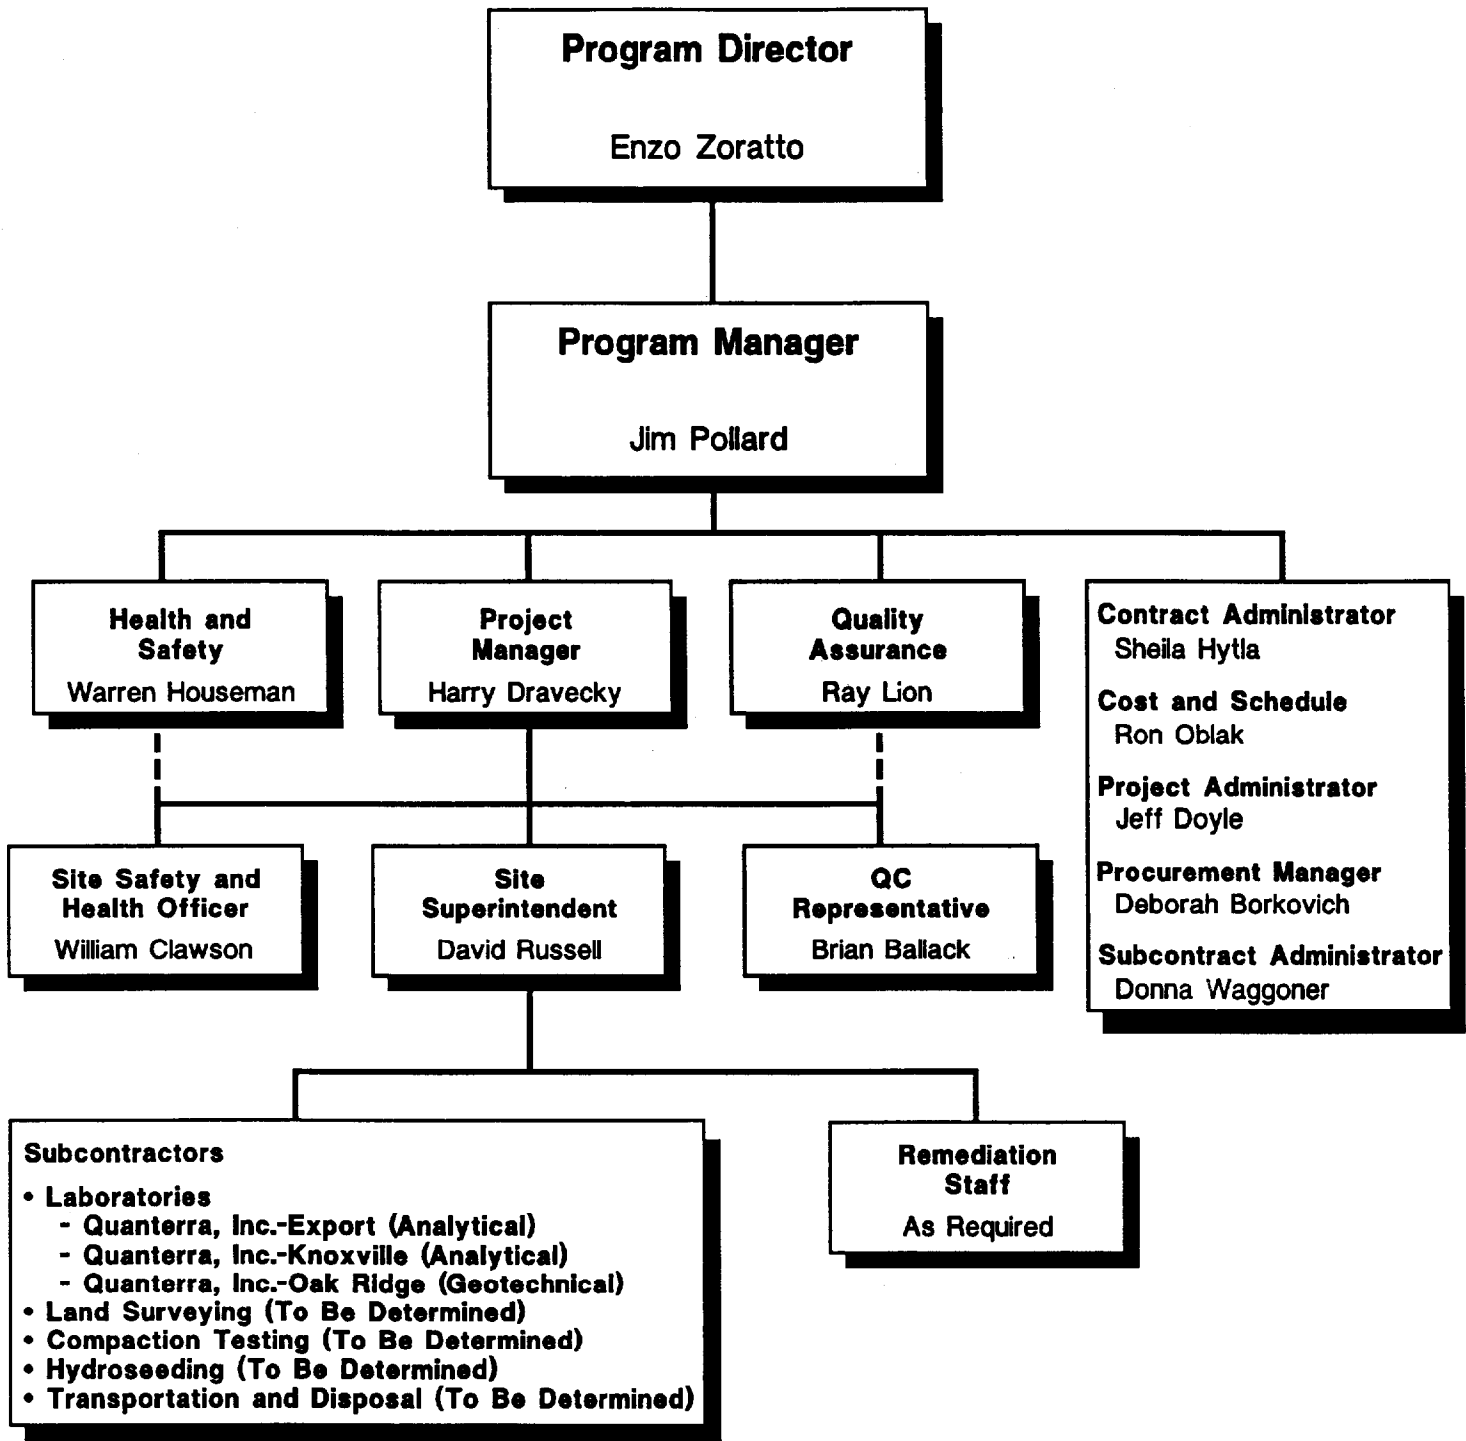 Program Director
Enzo Zoratto
Program Manager
Jim Pollard
Health and
Safety
Warren Houseman
Project
Manager
Harry Dravecky
Quality
Assurance
Ray Lion
Contract Administrator
Sheila Hytla
Cost and Schedule
Ron Oblak
Project Administrator
Jeff Doyle
Procurement Manager
Deborah Borkovich
Subcontract Administrator
Donna Waggoner
Site Safety and
Health Officer
William Clawson
Site
Superintendent
David Russell
QC
Representative
Brian Ballack
Subcontractors
• Laboratories
- Quanterra, Inc.-Export (Analytical)
- Quanterra, Inc.-Knoxville (Analytical)
- Quanterra, Inc.-Oak Ridge (Geotechnical)
• Land Surveying (To Be Determined)
• Compaction Testing (To Be Determined)
• Hydroseeding (To Be Determined)
• Transportation and Disposal (To Be Determined)
Remediation
Staff
As Required